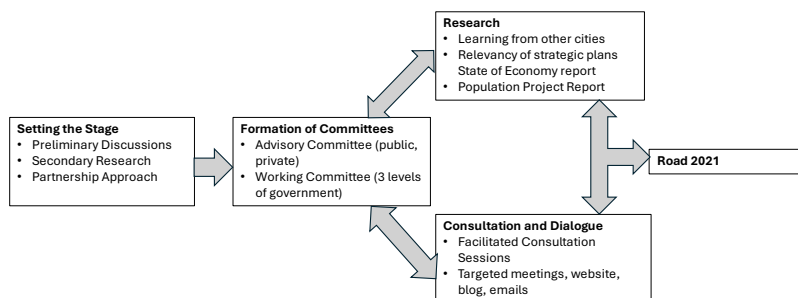 Research
• Learning from other cities
• Relevancy of strategic plans
State of Economy report
• Population Project Report
Setting the Stage
• Preliminary Discussions
• Secondary Research
• Partnership Approach
Formation of Committees
• Advisory Committee (public,
private)
• Working Committee (3 levels
of government)
Road 2021
Consultation and Dialogue
• Facilitated Consultation
Sessions
• Targeted meetings, website,
blog, emails